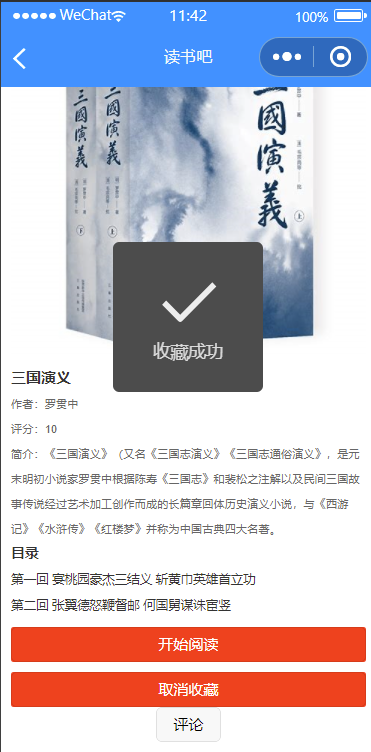 WeChat
11:42
100%
读书吧
三國演義
三國演義
三國演義
上
上
上
收藏成功
三国演义
作者：罗贯中
评分：10
简介：《三国演义》（又名《三国志演义》《三国志通俗演义》，是元
末明初小说家罗贯中根据陈寿《三国志》和裴松之注解以及民间三国故
事传说经过艺术加工创作而成的长篇章回体历史演义小说，与《西游
记》《水浒传》《红楼梦》并称为中国古典四大名著。
目录
第一回 宴桃园豪杰三结义 斩黄巾英雄首立功
第二回 张翼德怒鞭督邮 何国舅谋诛宦竖
开始阅读
取消收藏
评论